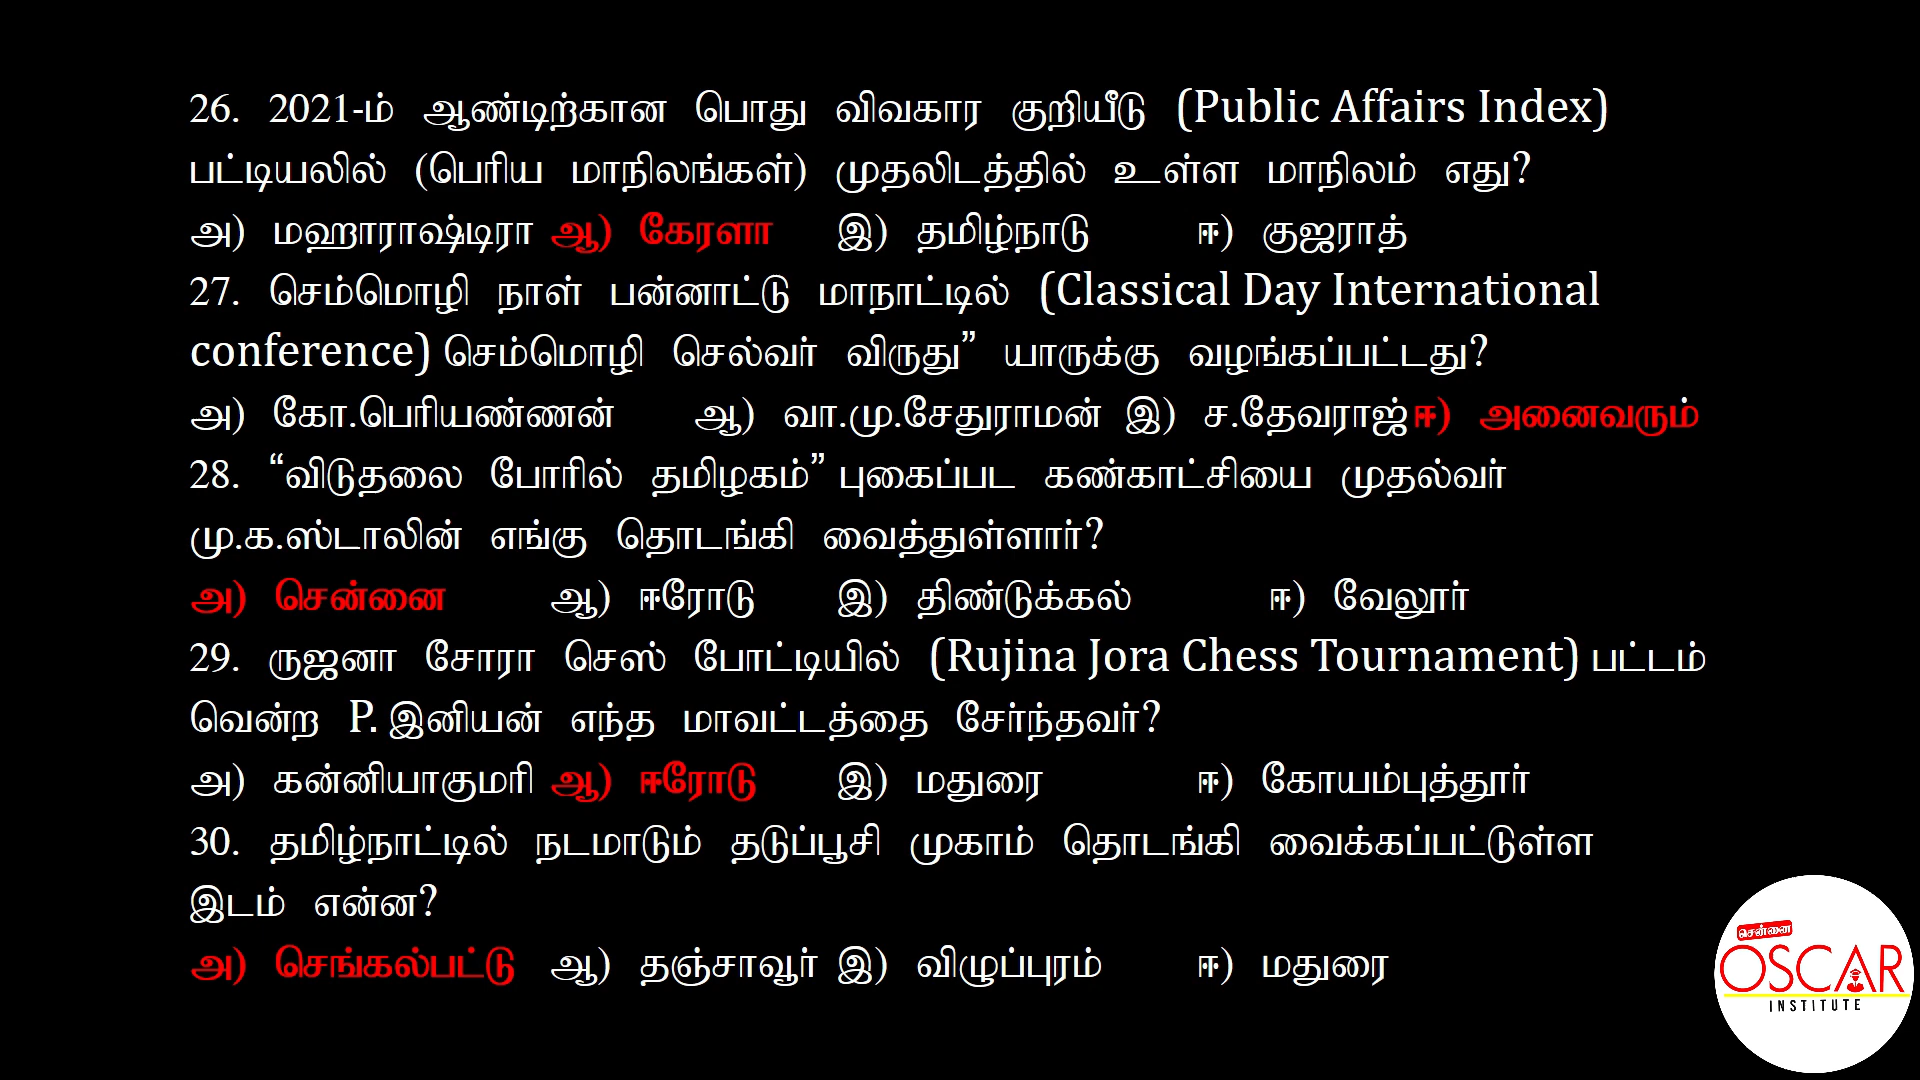 26. 2021-ம் ஆண்டிற்கான பொது விவகார குறியீடு (Public Affairs Index)
பட்டியலில் (பெரிய மாநிலங்கள்) முதலிடத்தில் உள்ள மாநிலம் எது?
அ) மஹாராஷ்டிரா ஆ) கேரளா இ) தமிழ்நாடு ஈ) குஜராத்
27. செம்மொழி நாள் பன்னாட்டு மாநாட்டில் (Classical Day International
conference) செம்மொழி செல்வர் விருது” யாருக்கு வழங்கப்பட்டது?
அ) கோ.பெரியண்ணன் ஆ) வா.மு.சேதுராமன் இ) ச.தேவராஜ் ஈ) அனைவரும்
28. “விடுதலை போரில் தமிழகம்” புகைப்பட கண்காட்சியை முதல்வர்
மு.க.ஸ்டாலின் எங்கு தொடங்கி வைத்துள்ளார்?
அ) சென்னை ஆ) ஈரோடு இ) திண்டுக்கல் ஈ) வேலூர்
29. ருஜனா சோரா செஸ் போட்டியில் (Rujina Jora Chess Tournament) பட்டம்
வென்ற P. இனியன் எந்த மாவட்டத்தை சேர்ந்தவர்?
அ) கன்னியாகுமரி ஆ) ஈரோடு இ) மதுரை ஈ) கோயம்புத்தூர்
30. தமிழ்நாட்டில் நடமாடும் தடுப்பூசி முகாம் தொடங்கி வைக்கப்பட்டுள்ள
இடம் என்ன?
அ) செங்கல்பட்டு ஆ) தஞ்சாவூர் இ) விழுப்புரம் ஈ) மதுரை
சென்னை
OSCAR
INSTITUTE